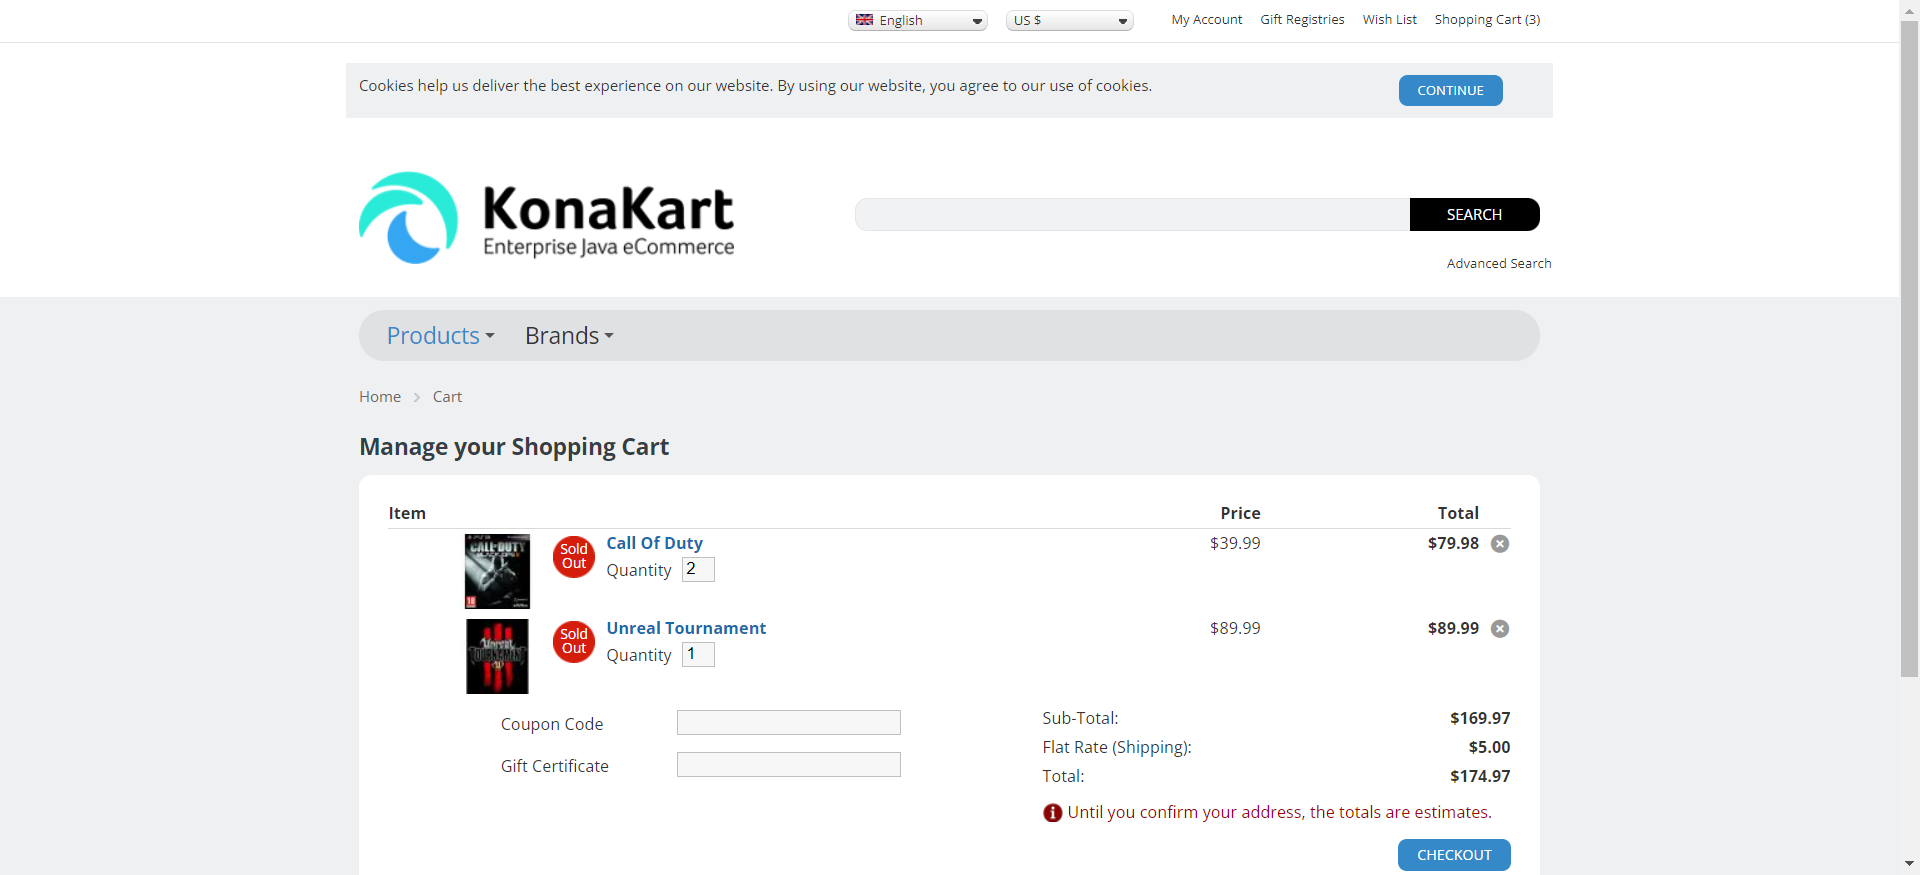 English
US $
My Account
Gift Registries
Wish List
Shopping Cart (3)
Cookies help us deliver the best experience on our website. By using our website, you agree to our use of cookies.
CONTINUE
KonaKart
Enterprise Java eCommerce
SEARCH
Advanced Search
Products
Brands
Home
Cart
Manage your Shopping Cart
Item
Price
Total
CALL·DUTY
18
Sold Out
Call Of Duty
$39.99
$79.98
Quantity
2
Unreal
Tournament
Sold Out
Unreal Tournament
$89.99
$89.99
Quantity
1
Coupon Code
Gift Certificate
Sub-Total:
$169.97
Flat Rate (Shipping):
$5.00
Total:
$174.97
Until you confirm your address, the totals are estimates.
CHECKOUT